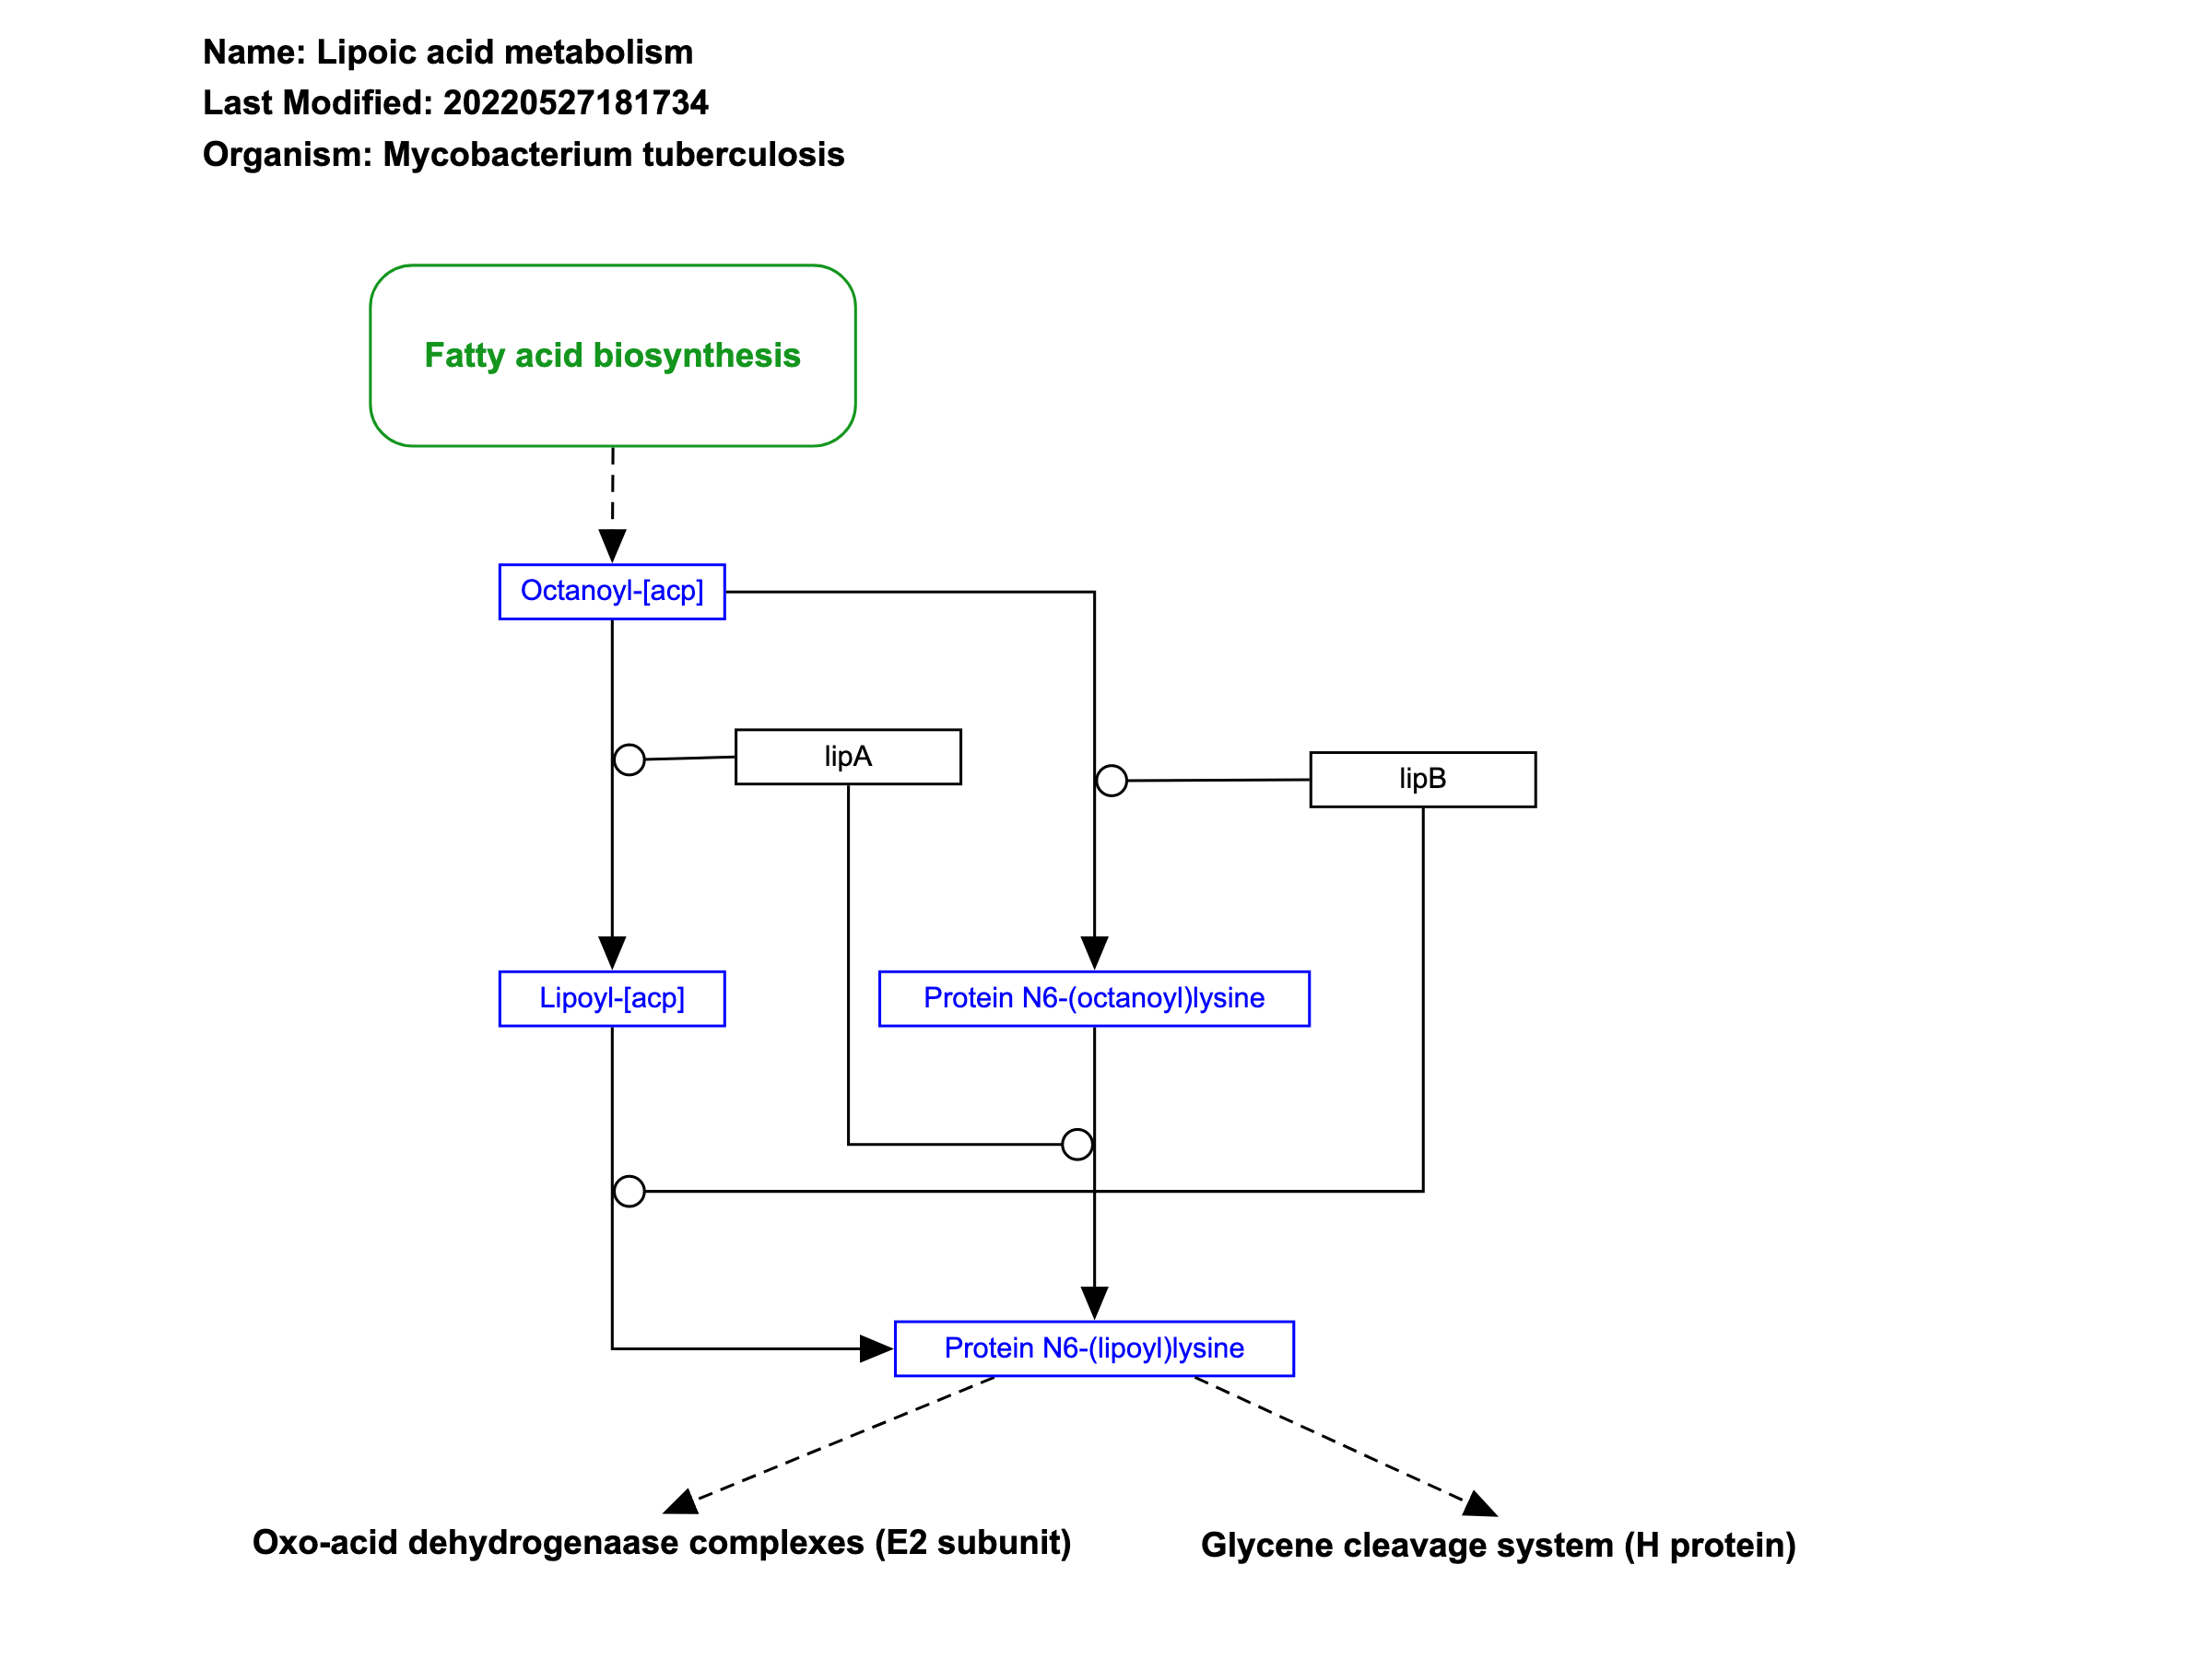 Name: Lipoic acid metabolism
Last Modified: 20220527181734
Organism: Mycobacterium tuberculosis
Fatty acid biosynthesis
Octanoyl-[acp]
lipA
lipB
Lipoyl-[acp]
Protein N6-(octanoyl)lysine
Protein N6-(lipoyl)lysine
Oxo-acid dehydrogenaase complexes (E2 subunit)
Glycene cleavage system (H protein)